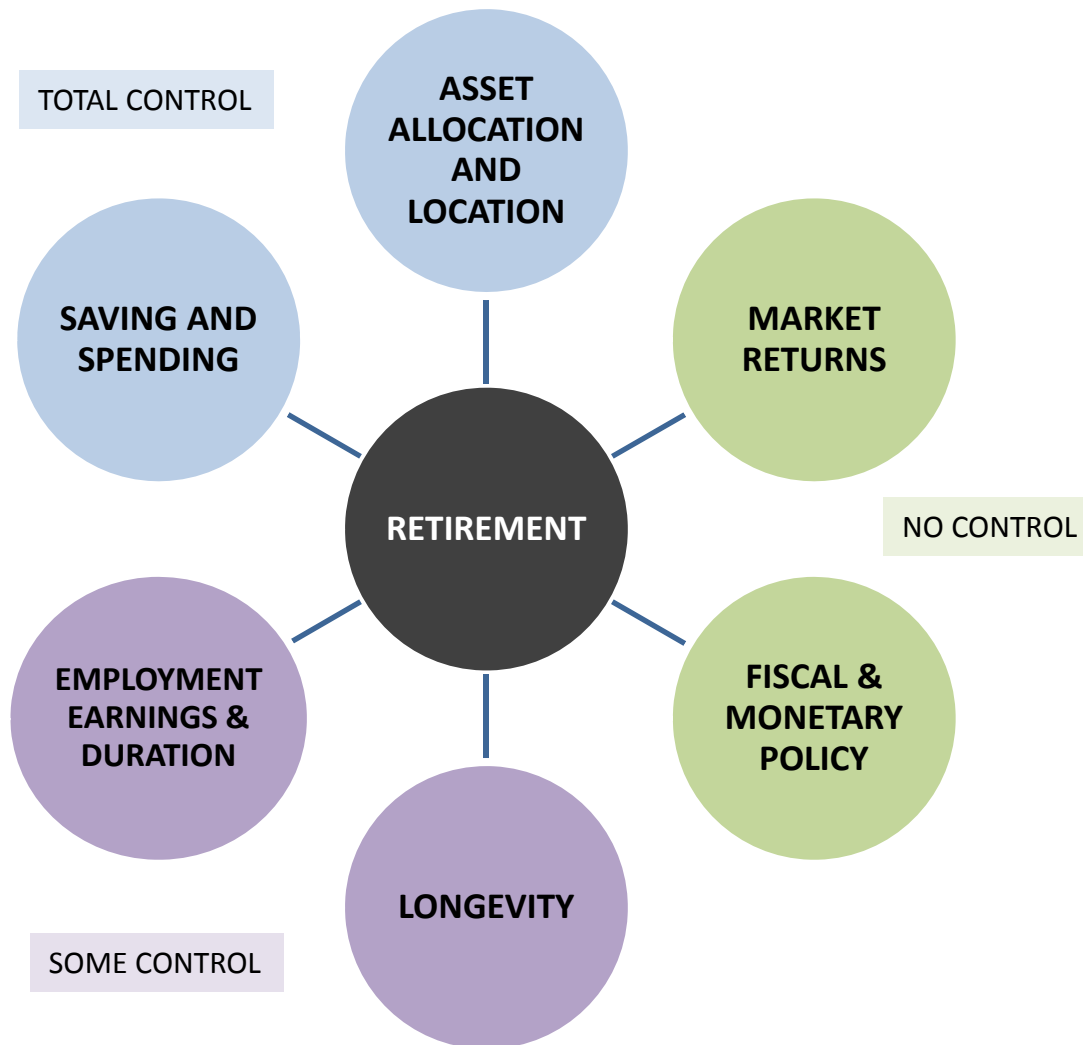 TOTAL CONTROL
ASSET
ALLOCATION
AND
LOCATION
SAVING AND
SPENDING
MARKET
RETURNS
RETIREMENT
NO CONTROL
EMPLOYMENT
EARNINGS &
DURATION
FISCAL &
MONETARY
POLICY
LONGEVITY
SOME CONTROL